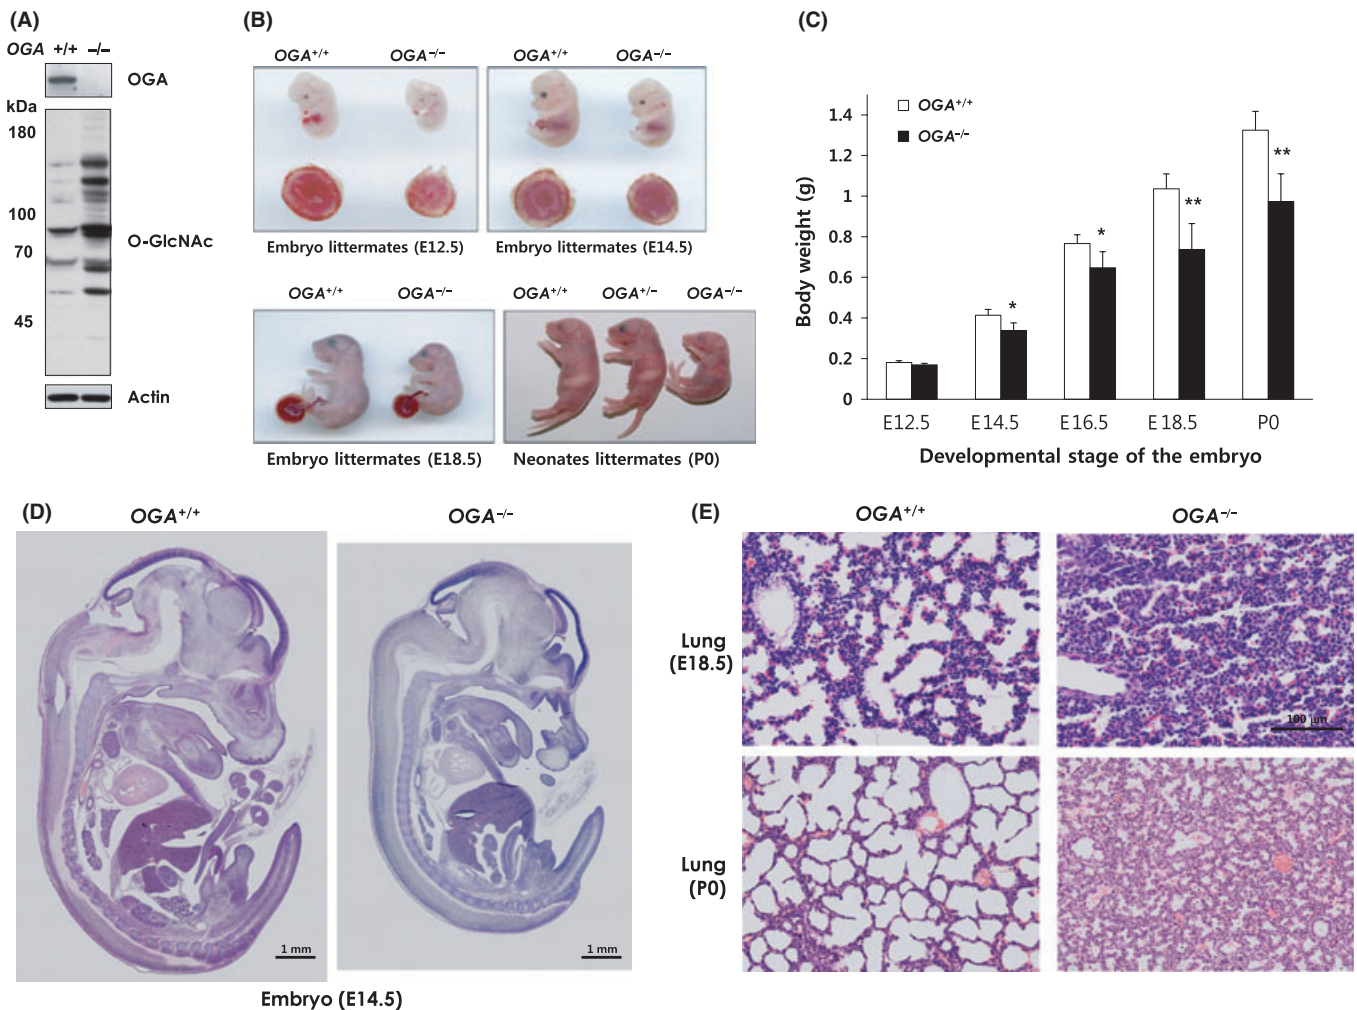 (A)
OGA +/+ –/–
OGA
kDa
180
100
70
45
O-GlcNAc
Actin
(B)
OGA+/+ OGA–/–
OGA+/+ OGA–/–
Embryo littermates (E12.5)
Embryo littermates (E14.5)
OGA+/+ OGA–/–
OGA+/+ OGA+/– OGA–/–
Embryo littermates (E18.5)
Neonates littermates (P0)
(C)
Body weight (g)
1.4
1.2
1
0.8
0.6
0.4
0.2
0
OGA+/+
OGA–/–
*
*
**
**
E12.5 E14.5 E16.5 E18.5 P0
Developmental stage of the embryo
(D)
OGA+/+ OGA–/–
1 mm
1 mm
Embryo (E14.5)
(E)
OGA+/+ OGA–/–
Lung
(E18.5)
100 μm
Lung
(P0)